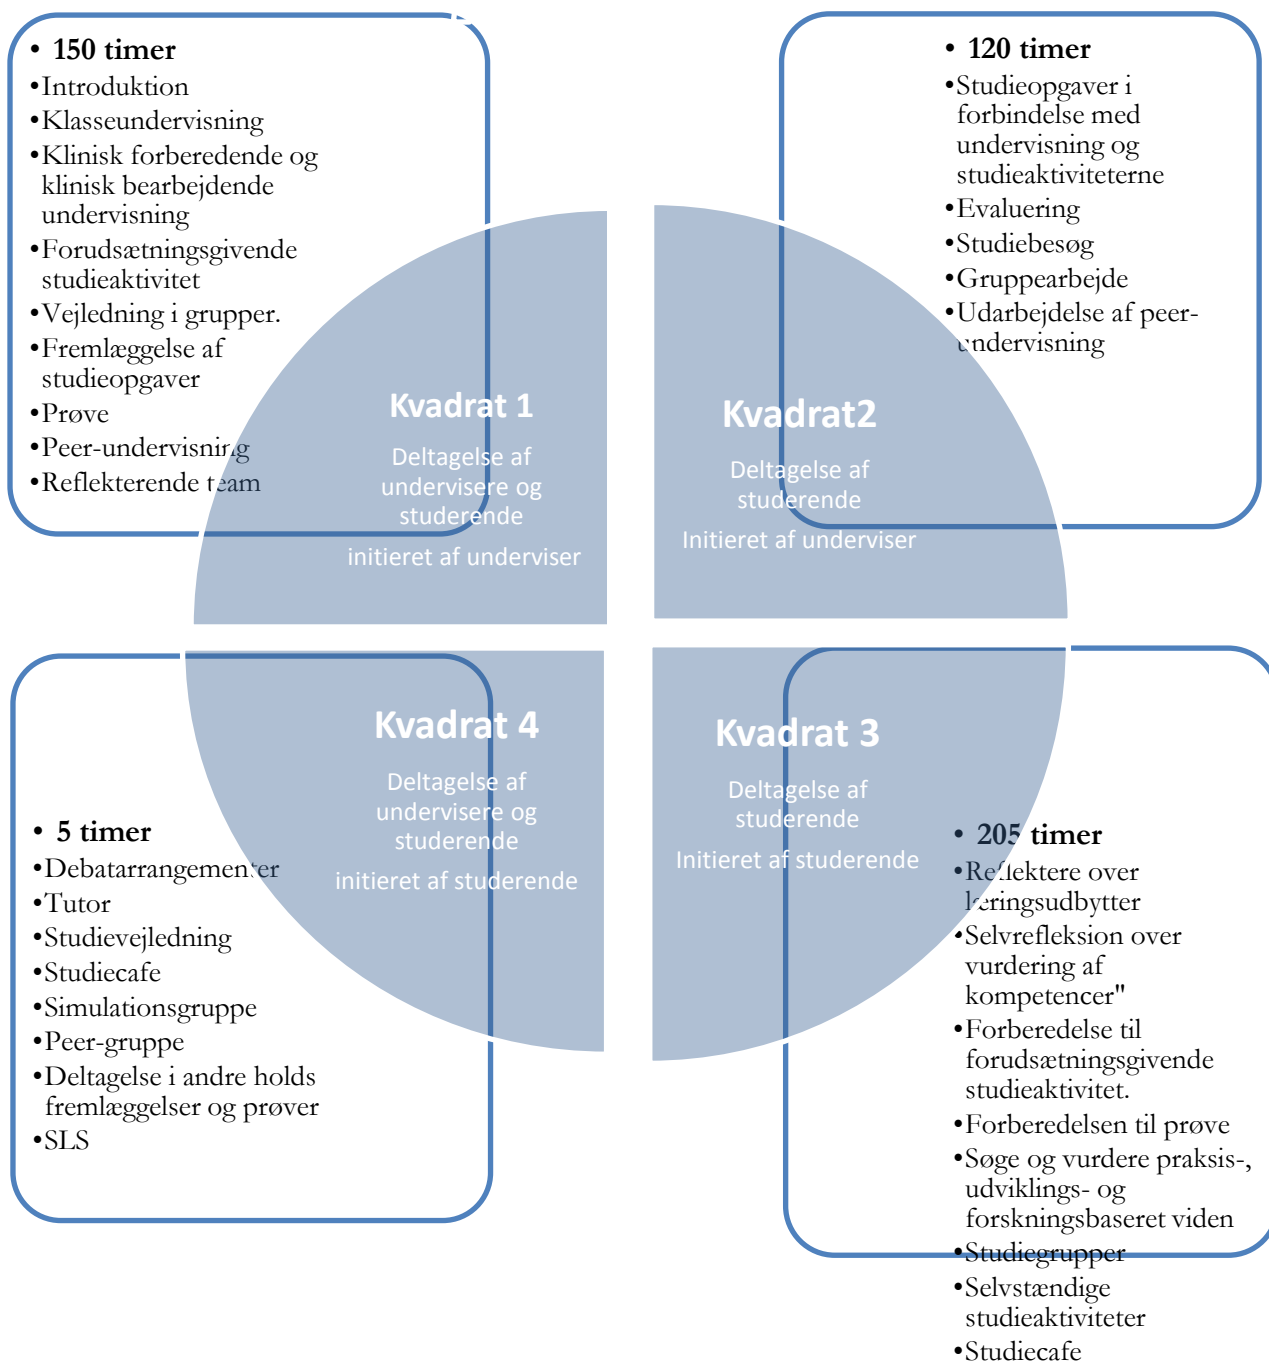 • 150 timer
•Introduktion
•Klasseundervisning
•Klinisk forberedende og
klinisk bearbejdende
undervisning
•Forudsætningsgivende
studieaktivitet
•Vejledning i grupper.
•Fremlæggelse af
studieopgaver
•Prøve
•Peer-undervisning
•Reflekterende team
Kvadrat 1
Deltagelse af
undervisere og
studerende
initieret af underviser
• 120 timer
•Studieopgaver i
forbindelse med
undervisning og
studieaktiviteterne
•Evaluering
•Studiebesøg
•Gruppearbejde
•Udarbejdelse af peer-
undervisning
Kvadrat2
Deltagelse af
studerende
Initieret af underviser
Kvadrat 4
Deltagelse af
undervisere og
studerende
initieret af studerende
• 5 timer
•Debatarrangementer
•Tutor
•Studievejledning
•Studiecafe
•Simulationsgruppe
•Peer-gruppe
•Deltagelse i andre holds
fremlæggelser og prøver
•SLS
Kvadrat 3
Deltagelse af
studerende
Initieret af studerende
• 205 timer
•Reflektere over
læringsudbytter
•Selvrefleksion over
vurdering af
kompetencer"
•Forberedelse til
forudsætningsgivende
studieaktivitet.
•Forberedelsen til prøve
•Søge og vurdere praksis-,
udviklings- og
forskningsbaseret viden
•Studiegrupper
•Selvstændige
studieaktiviteter
•Studiecafe